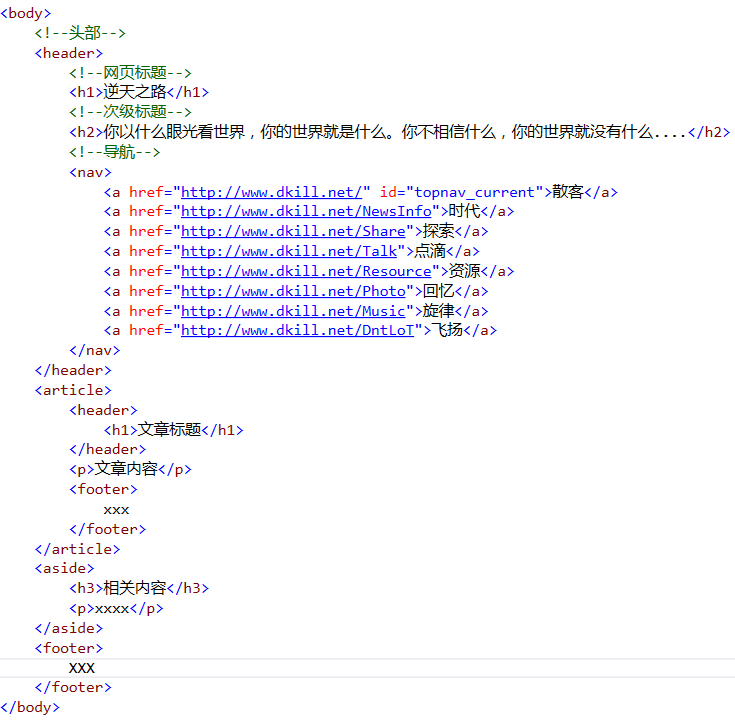 <body>
<!--头部-->
<header>
<!--网页标题-->
<h1>逆天之路</h1>
<!--次级标题-->
<h2>你以什么眼光看世界，你的世界就是什么。你不相信什么，你的世界就没有什么....</h2>
<!--导航-->
<nav>
<a href="http://www.dkill.net/" id="topnav_current">散客</a>
<a href="http://www.dkill.net/NewsInfo">时代</a>
<a href="http://www.dkill.net/Share">探索</a>
<a href="http://www.dkill.net/Talk">点滴</a>
<a href="http://www.dkill.net/Resource">资源</a>
<a href="http://www.dkill.net/Photo">回忆</a>
<a href="http://www.dkill.net/Music">旋律</a>
<a href="http://www.dkill.net/DntLoT">飞扬</a>
</nav>
</header>
<article>
<header>
<h1>文章标题</h1>
</header>
<p>文章内容</p>
<footer>
xxx
</footer>
</article>
<aside>
<h3>相关内容</h3>
<p>xxxx</p>
</aside>
<footer>
XXX
</footer>
</body>